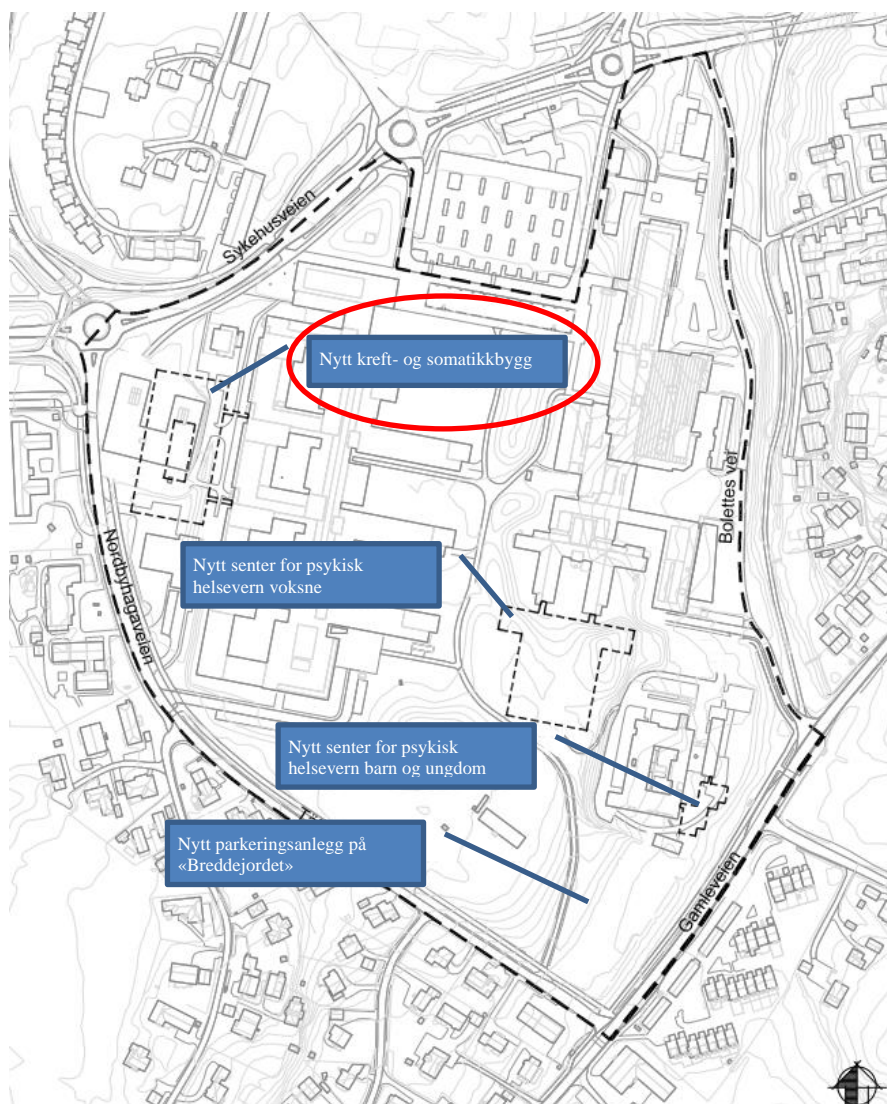 Sykehusveien
Nytt kreft- og somatikkbygg
Bolettes vei
Nordbyhagaveien
Nytt senter for psykisk
helsevern voksne
Nytt senter for psykisk
helsevern barn og ungdom
Nytt parkeringsanlegg på
«Breddejordet»
Gamleveien